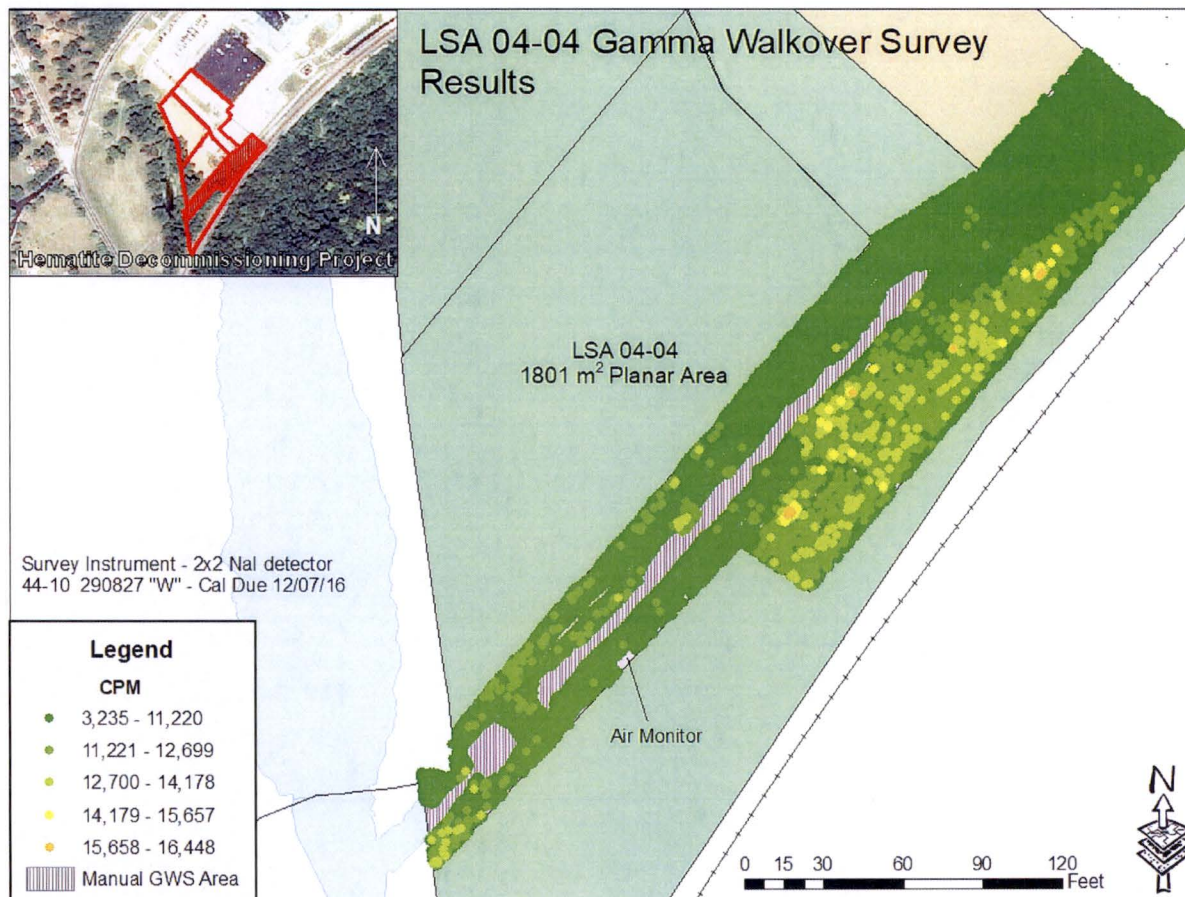 LSA 04-04 Gamma Walkover Survey
Results
N
Hematite Decommissioning Project
LSA 04-04
1801 m² Planar Area
Survey Instrument - 2x2 NaI detector
44-10 290827 "W" - Cal Due 12/07/16
Air Monitor
Legend
CPM
3,235 - 11,220
11,221 - 12,699
12,700 - 14,178
14,179 - 15,657
15,658 - 16,448
Manual GWS Area
0 15 30 60 90 120
Feet
N